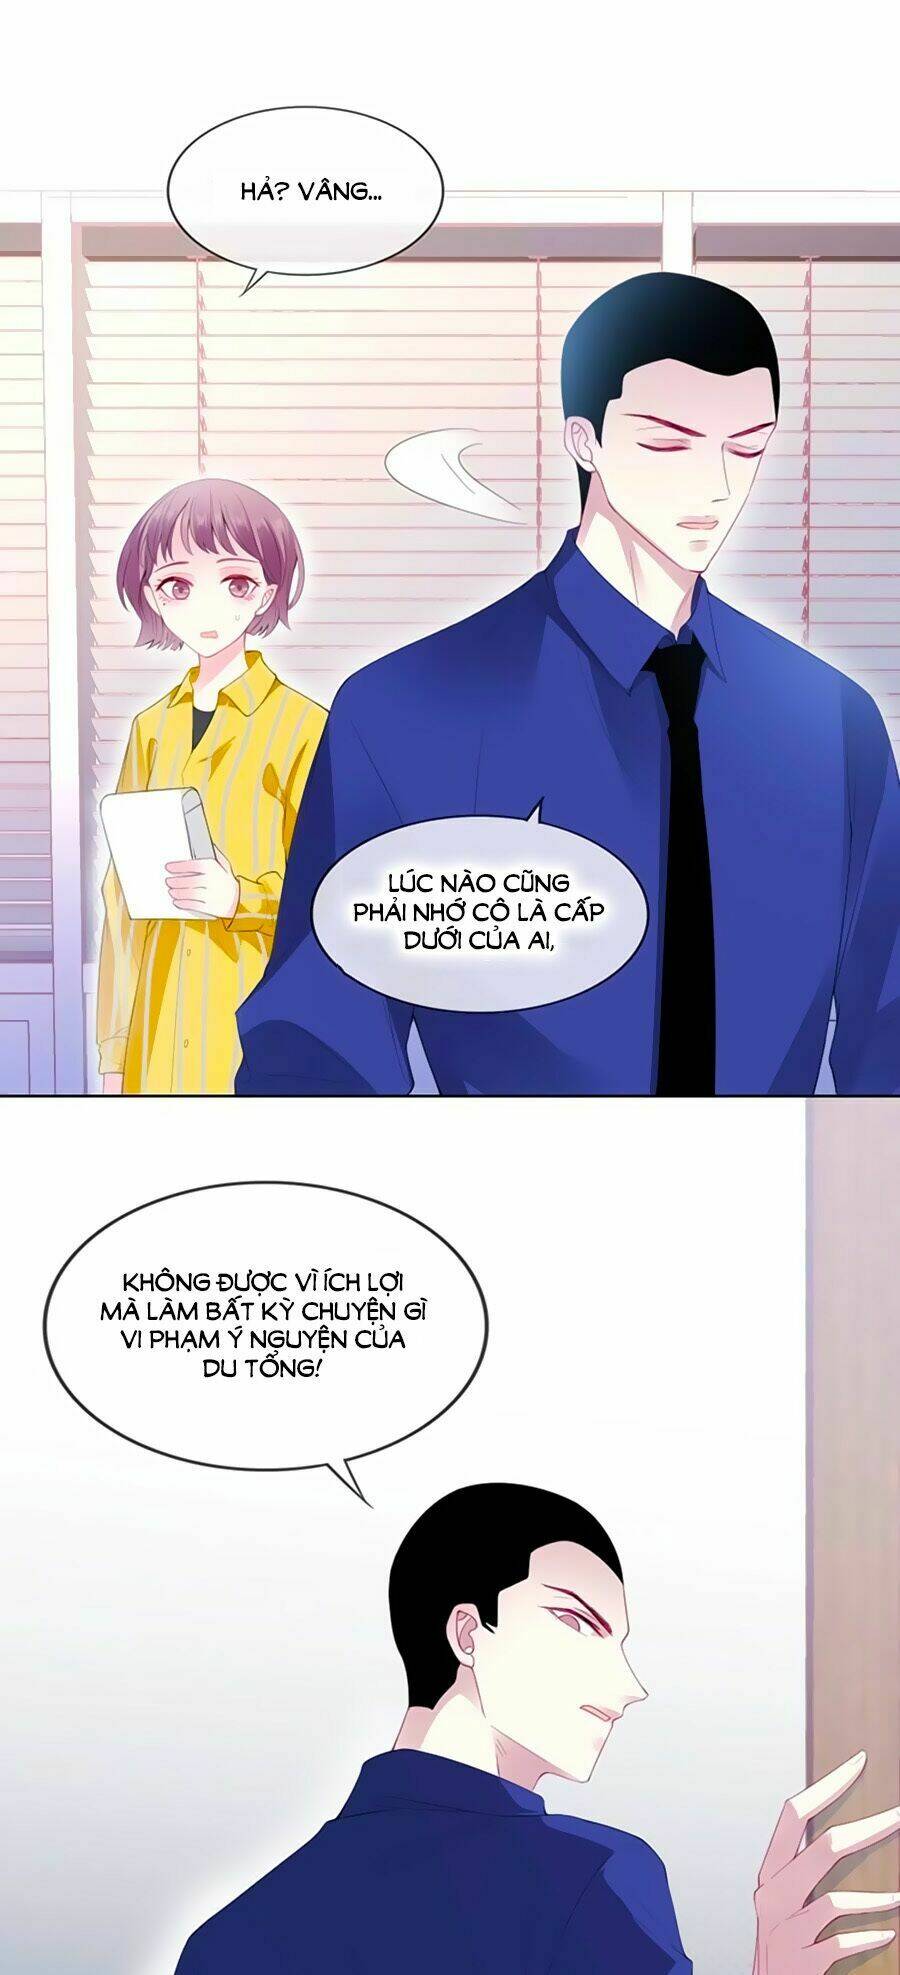 HẢ? VÂNG...
LÚC NÀO CŨNG
PHẢI NHỚ CÔ LÀ CẤP
DƯỚI CỦA AI,
KHÔNG ĐƯỢC VÌ ÍCH LỢI
MÀ LÀM BẤT KỲ CHUYỆN GÌ
VI PHẠM Ý NGUYỆN CỦA
DU TỔNG!